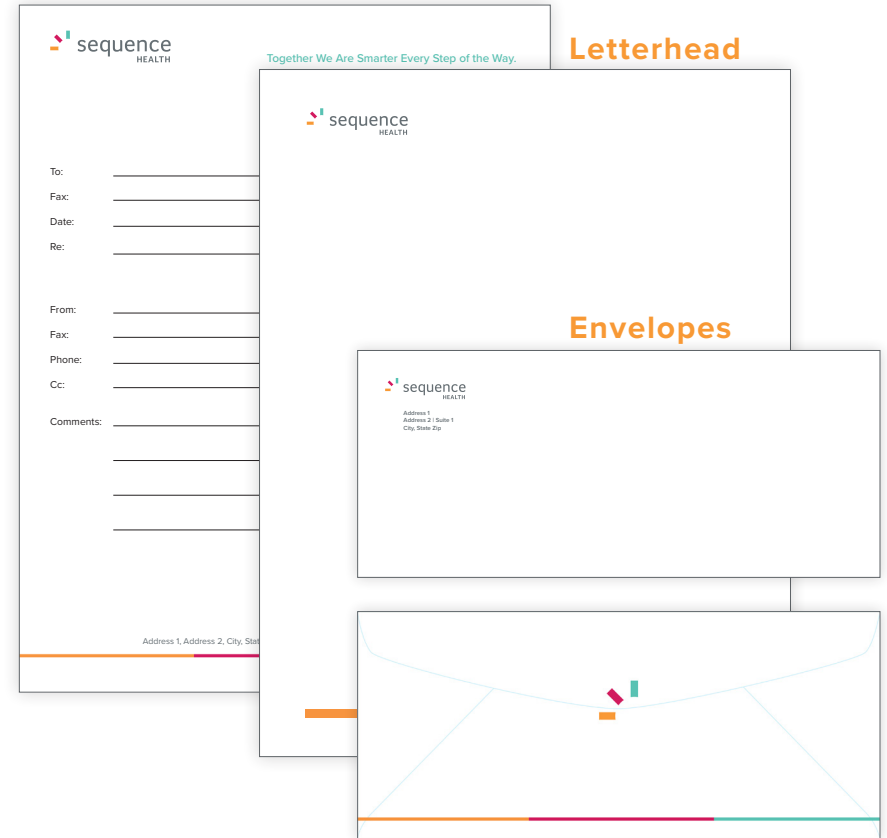 sequence
HEALTH
Together We Are Smarter Every Step of the Way.
Letterhead
To:
Fax:
Date:
Re:
From:
Fax:
Phone:
Cc:
Comments:
Address 1, Address 2, City, Stat
sequence
HEALTH
Envelopes
sequence
HEALTH
Address 1
Address 2 | Suite 1
City, State Zip